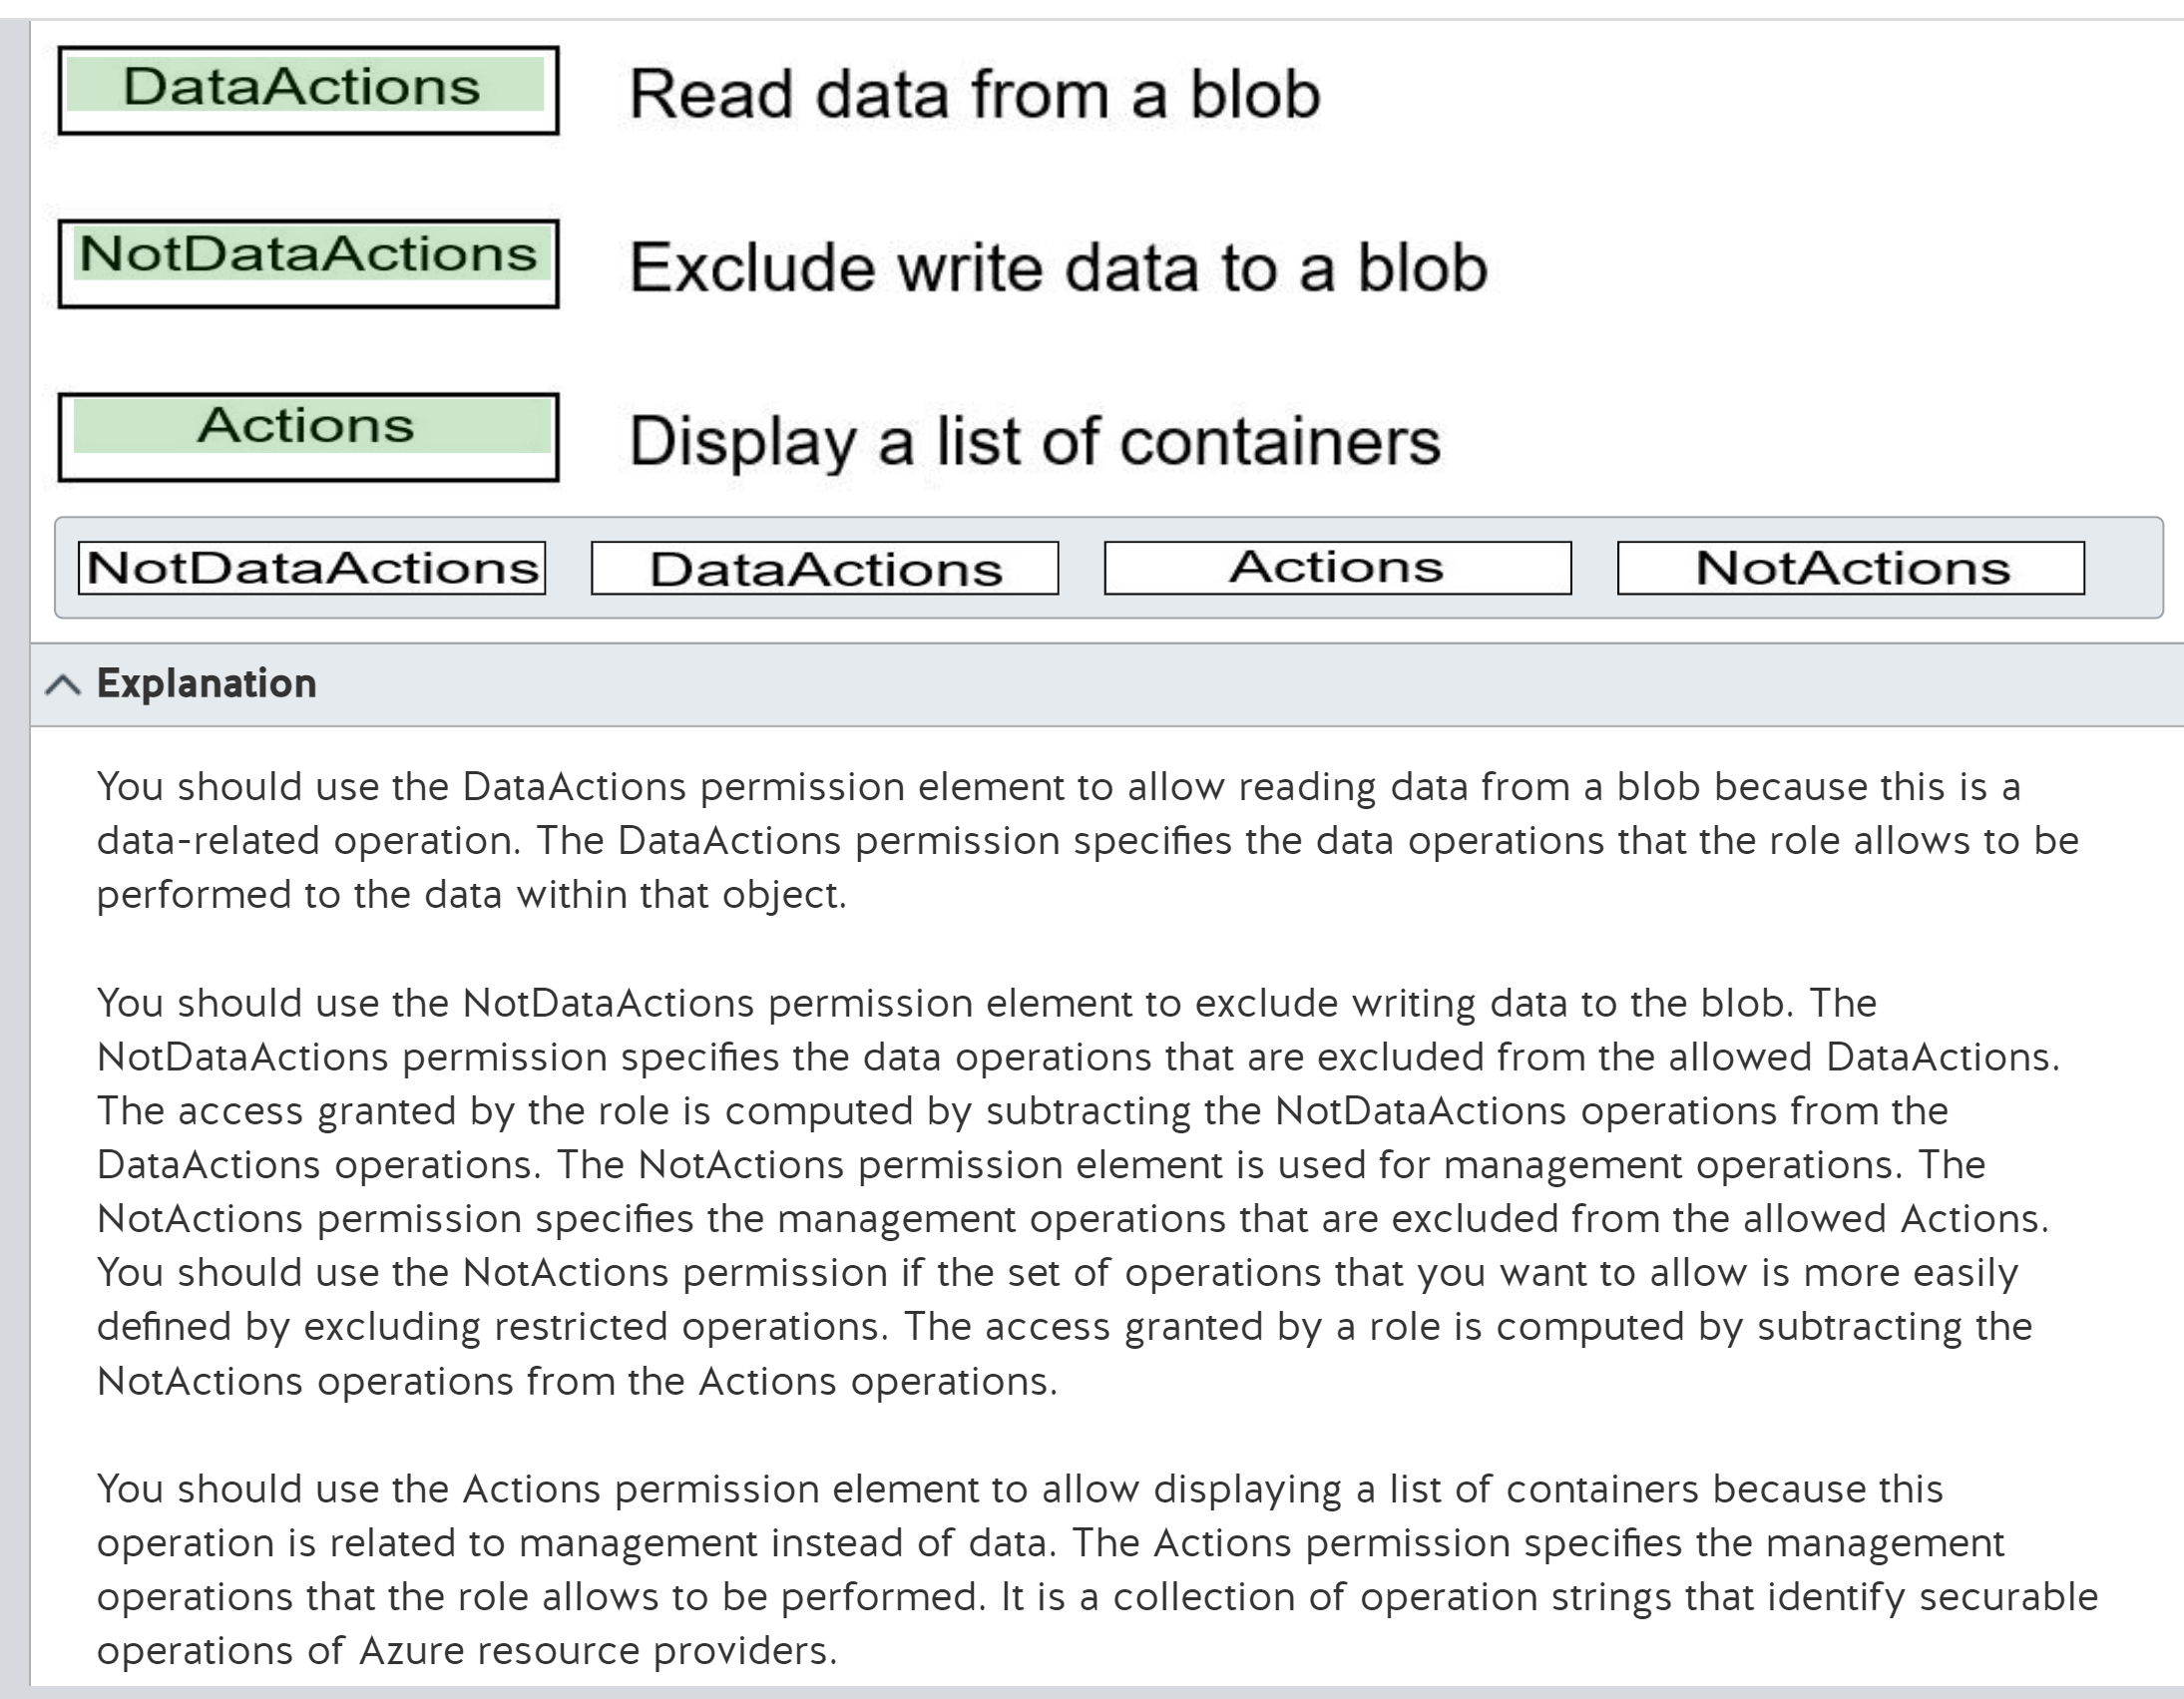 DataActions Read data from a blob
NotDataActions Exclude write data to a blob
Actions Display a list of containers
NotDataActions DataActions Actions NotActions
Explanation
You should use the DataActions permission element to allow reading data from a blob because this is a
data-related operation. The DataActions permission specifies the data operations that the role allows to be
performed to the data within that object.
You should use the NotDataActions permission element to exclude writing data to the blob. The
NotDataActions permission specifies the data operations that are excluded from the allowed DataActions.
The access granted by the role is computed by subtracting the NotDataActions operations from the
DataActions operations. The NotActions permission element is used for management operations. The
NotActions permission specifies the management operations that are excluded from the allowed Actions.
You should use the NotActions permission if the set of operations that you want to allow is more easily
defined by excluding restricted operations. The access granted by a role is computed by subtracting the
NotActions operations from the Actions operations.
You should use the Actions permission element to allow displaying a list of containers because this
operation is related to management instead of data. The Actions permission specifies the management
operations that the role allows to be performed. It is a collection of operation strings that identify securable
operations of Azure resource providers.